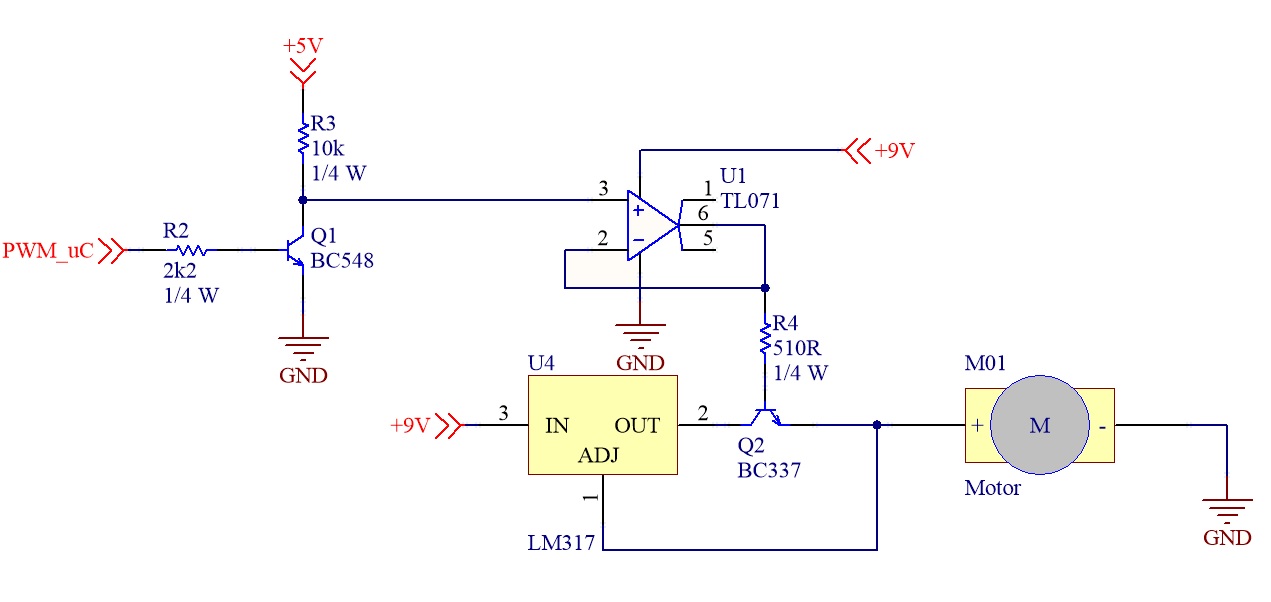 +5V
R3
10k
1/4 W
+9V
U1
TL071
3
1
6
+
2
-
5
PWM_uC
R2
2k2
1/4 W
Q1
BC548
R4
510R
1/4 W
GND
GND
U4
M01
+9V
3
IN
OUT
2
+
M
-
ADJ
Q2
BC337
1
Motor
LM317
GND